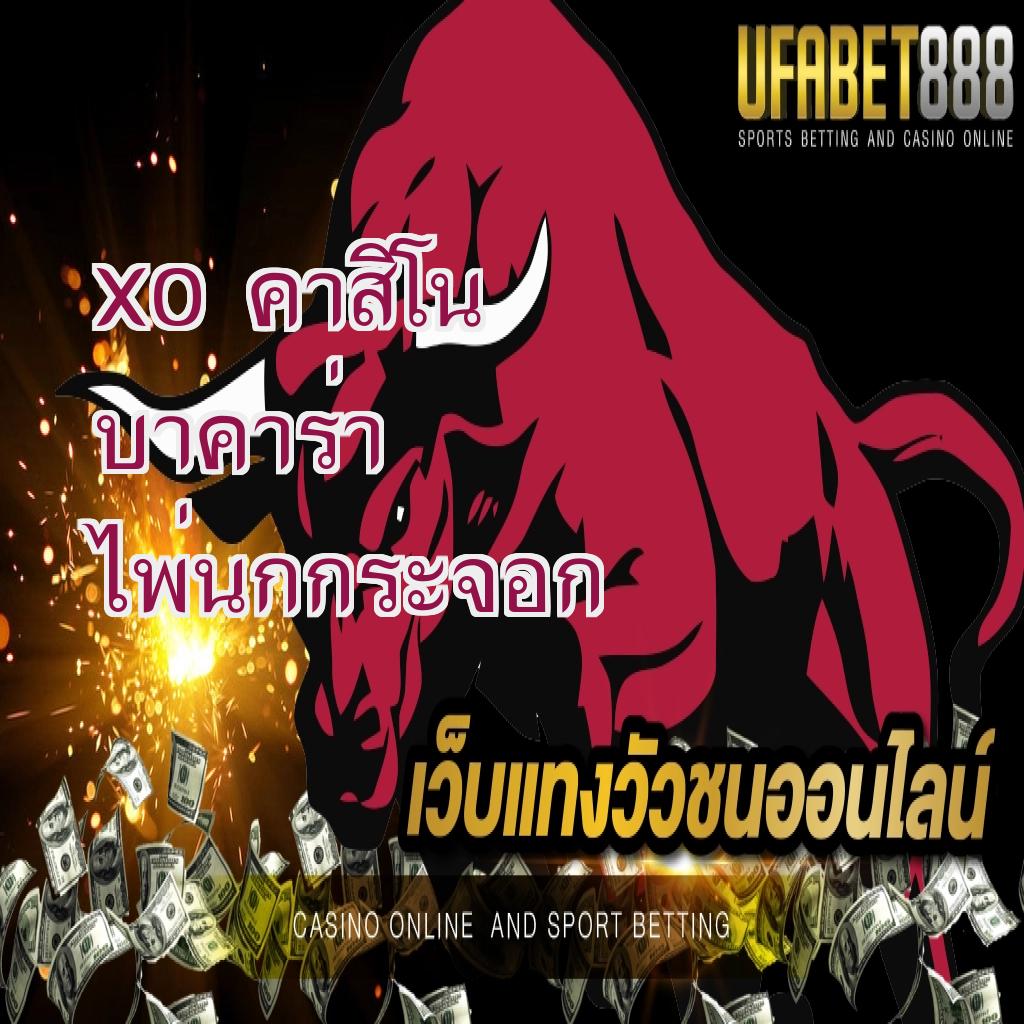 UFABET888
SPORTS BETTING AND CASINO ONLINE
xo คาสิโน
บาคาร่า
ไพ่นกกระจอก
เว็บแทงวัวชนออนไลน์
CASINO ONLINE AND SPORT BETTING